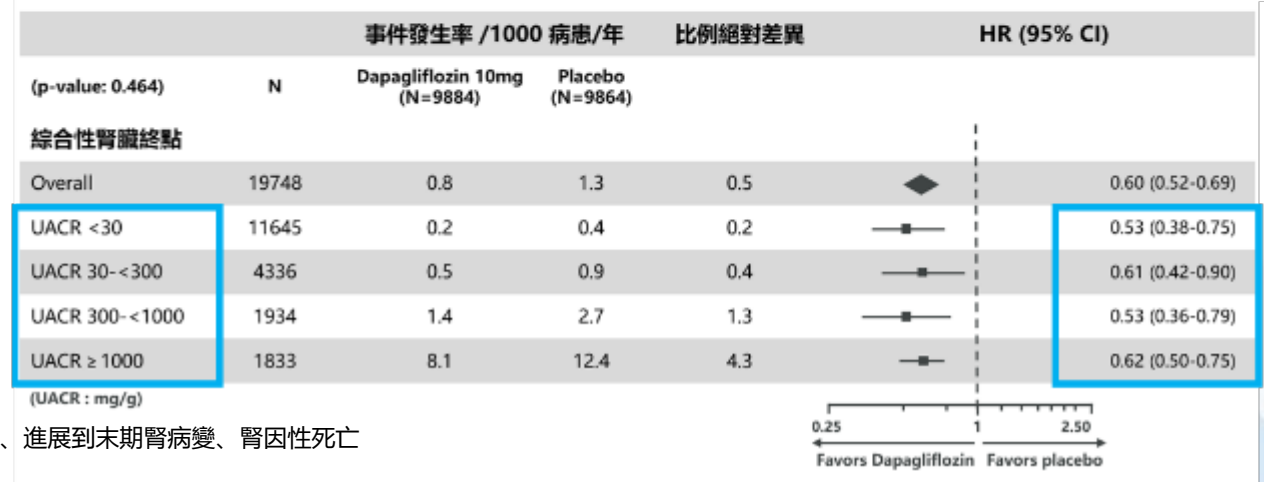 事件發生率 /1000 病患/年 比例絕對差異 HR (95% CI)
(p-value: 0.464) N Dapagliflozin 10mg (N=9884) Placebo (N=9864)
綜合性腎臟終點
Overall 19748 0.8 1.3 0.5 0.60 (0.52-0.69)
UACR <30 11645 0.2 0.4 0.2 0.53 (0.38-0.75)
UACR 30-<300 4336 0.5 0.9 0.4 0.61 (0.42-0.90)
UACR 300-<1000 1934 1.4 2.7 1.3 0.53 (0.36-0.79)
UACR ≥ 1000 1833 8.1 12.4 4.3 0.62 (0.50-0.75)
(UACR : mg/g)
、進展到末期腎病變、腎因性死亡
0.25 1 2.50
Favors Dapagliflozin Favors placebo